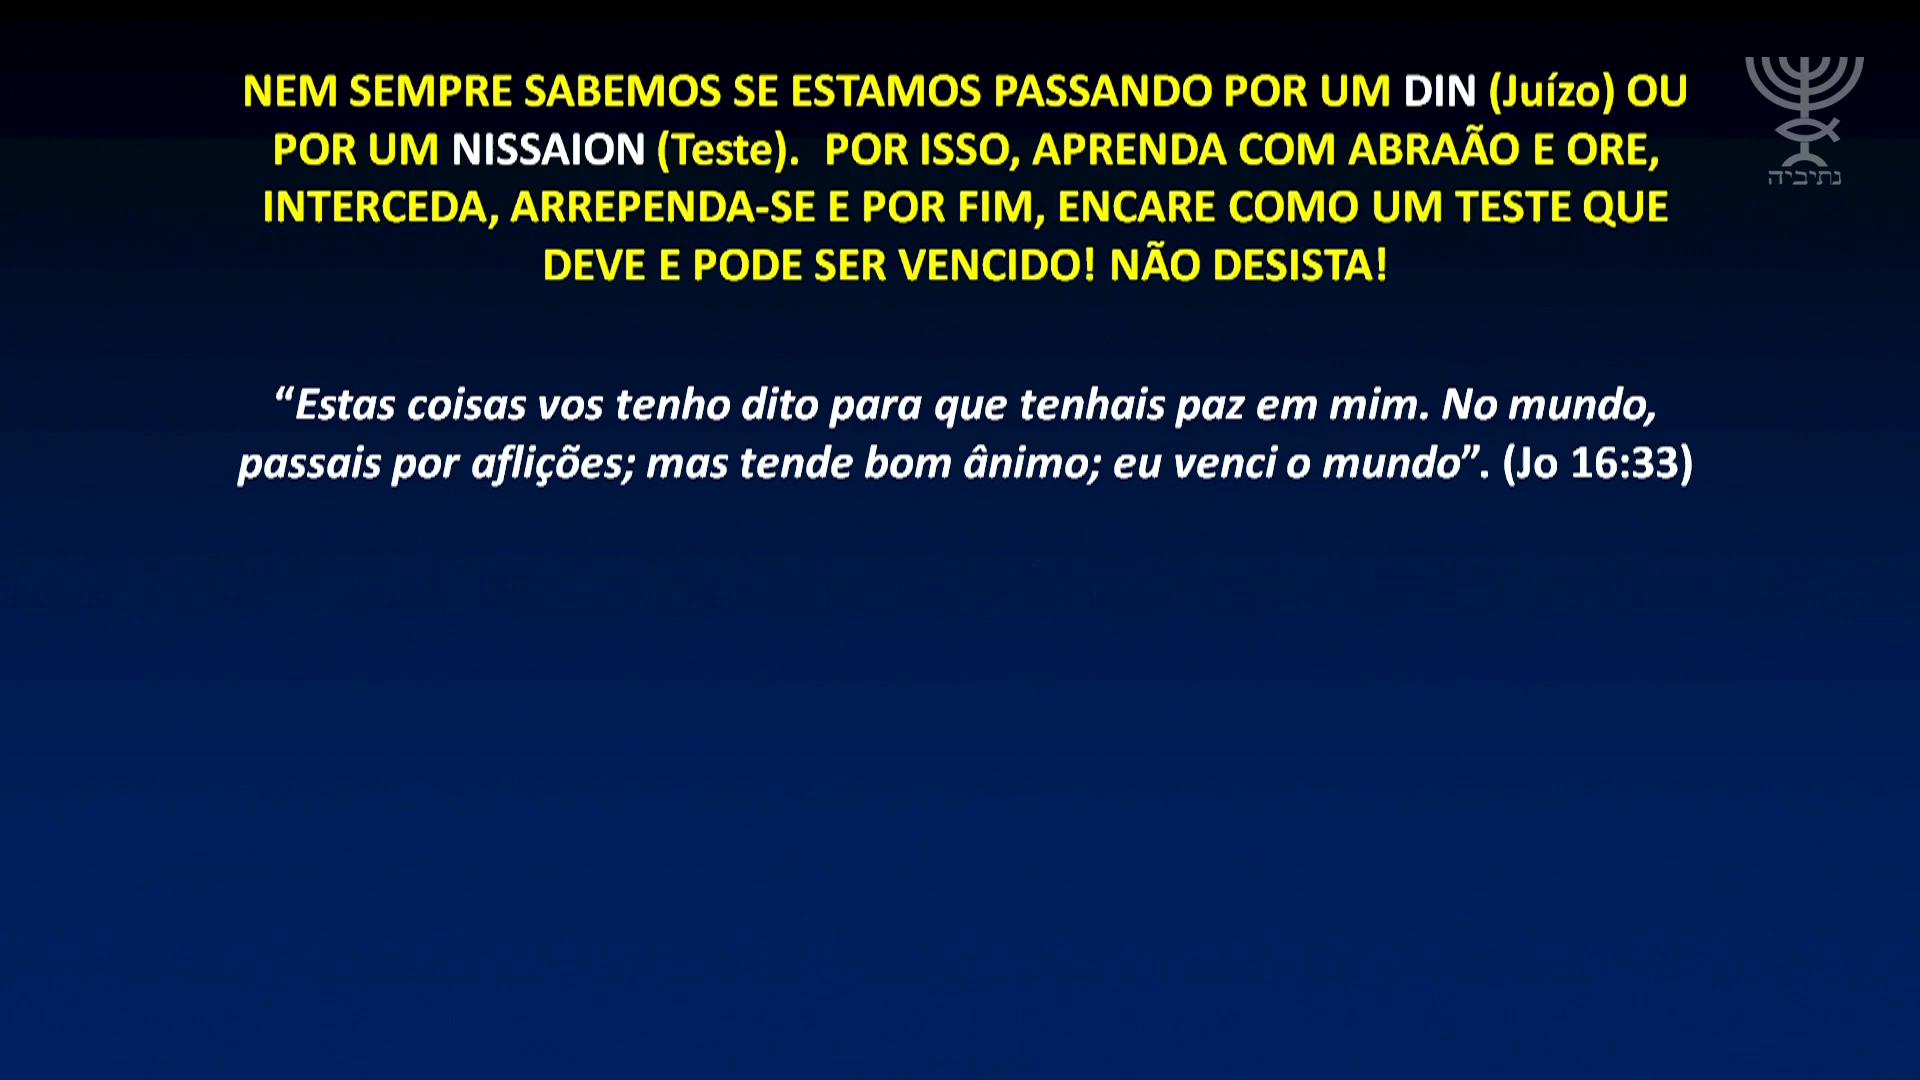 NEM SEMPRE SABEMOS SE ESTAMOS PASSANDO POR UM DIN (Juízo) OU
POR UM NISSAION (Teste). POR ISSO, APRENDA COM ABRAÃO E ORE,
INTERCEDA, ARREPENDA-SE E POR FIM, ENCARE COMO UM TESTE QUE
DEVE E PODE SER VENCIDO! NÃO DESISTA!
“Estas coisas vos tenho dito para que tenhais paz em mim. No mundo,
passais por aflições; mas tende bom ânimo; eu venci o mundo”. (Jo 16:33)
נתיביה